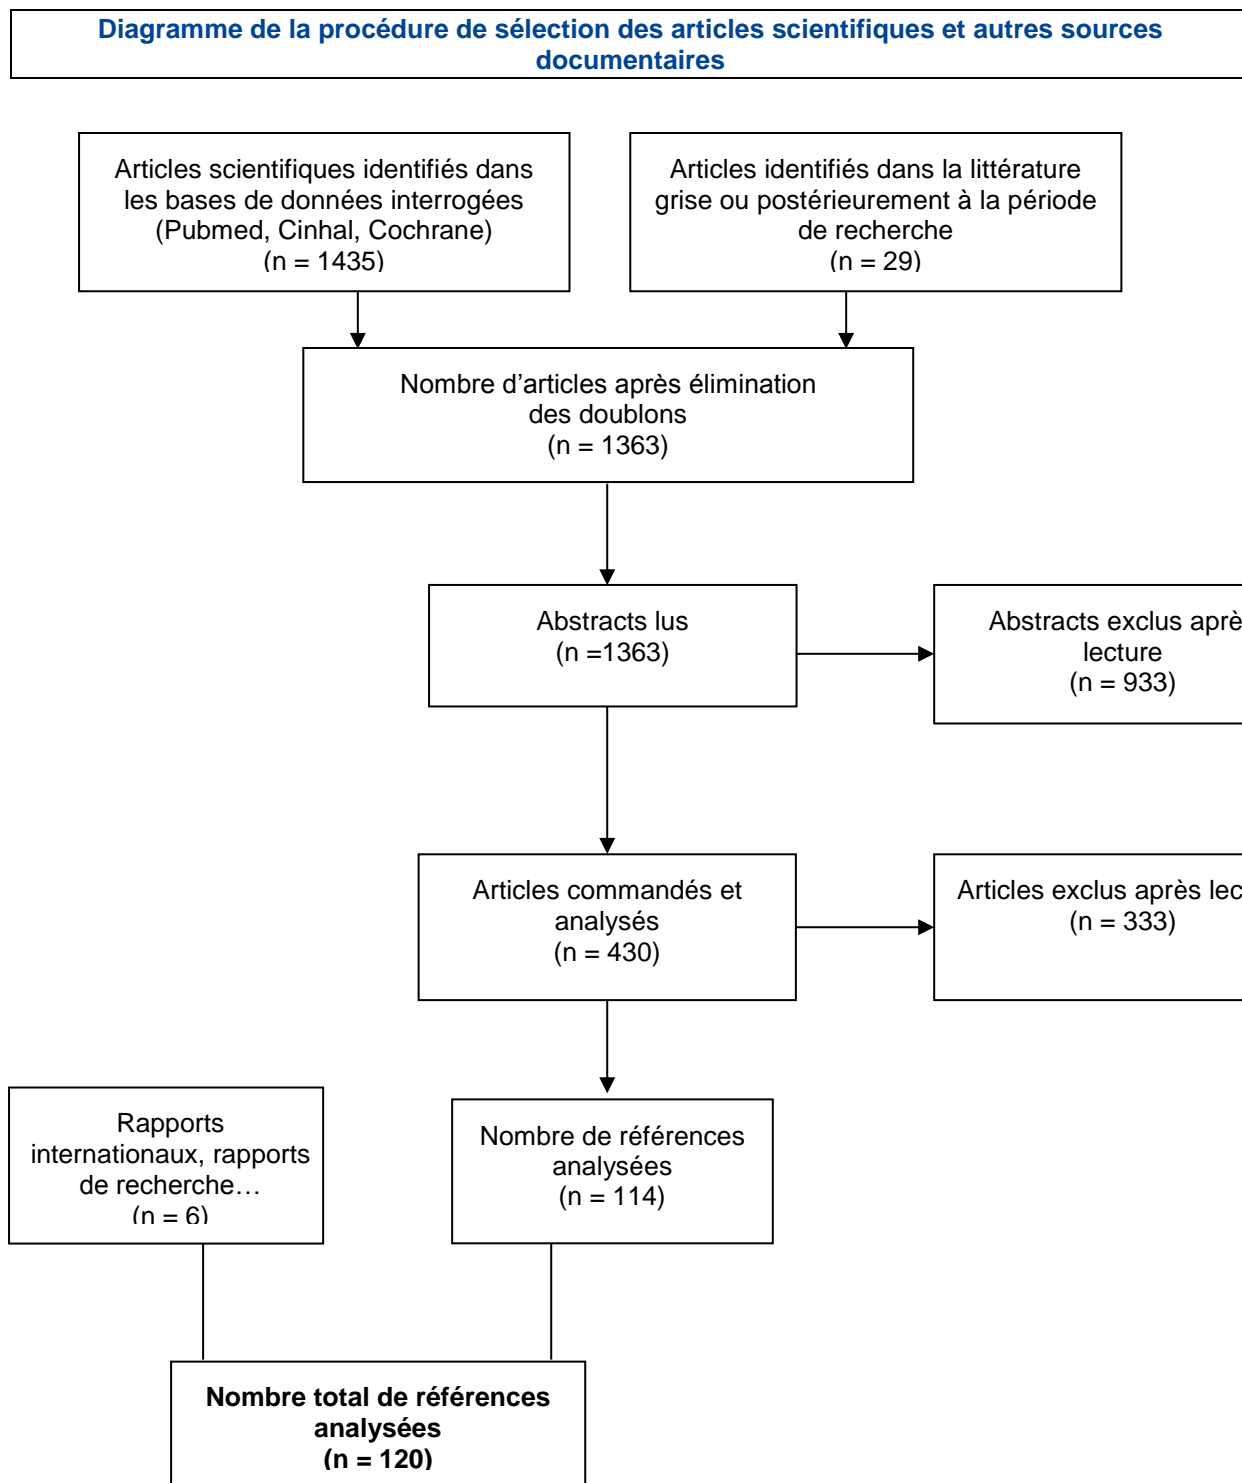 Diagramme de la procédure de sélection des articles scientifiques et autres sources
documentaires
Articles scientifiques identifiés dans
les bases de données interrogées
(Pubmed, Cinhal, Cochrane)
(n = 1435)
Articles identifiés dans la littérature
grise ou postérieurement à la période
de recherche
(n = 29)
Nombre d’articles après élimination
des doublons
(n = 1363)
Abstracts lus
(n =1363)
Abstracts exclus aprè
lecture
(n = 933)
Articles commandés et
analysés
(n = 430)
Articles exclus après lec
(n = 333)
Rapports
internationaux, rapports
de recherche…
(n = 6)
Nombre de références
analysées
(n = 114)
Nombre total de références
analysées
(n = 120)